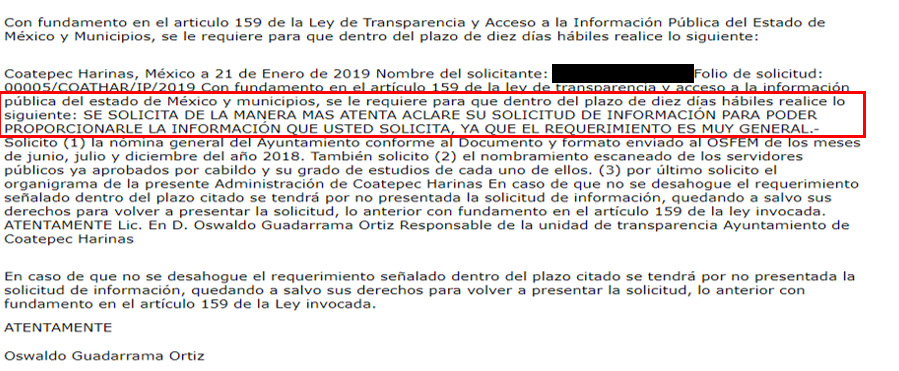 Con fundamento en el articulo 159 de la Ley de Transparencia y Acceso a la Información Pública del Estado de
México y Municipios, se le requiere para que dentro del plazo de diez días hábiles realice lo siguiente:
Coatepec Harinas, México a 21 de Enero de 2019 Nombre del solicitante: Folio de solicitud:
00005/COATHAR/IP/2019 Con fundamento en el artículo 159 de la ley de transparencia y acceso a la información
pública del estado de México y municipios, se le requiere para que dentro del plazo de diez días hábiles realice lo
siguiente: SE SOLICITA DE LA MANERA MAS ATENTA ACLARE SU SOLICITUD DE INFORMACIÓN PARA PODER
PROPORCIONARLE LA INFORMACIÓN QUE USTED SOLICITA, YA QUE EL REQUERIMIENTO ES MUY GENERAL.-
Solicito (1) la nómina general del Ayuntamiento conforme al Documento y formato enviado al OSFEM de los meses
de junio, julio y diciembre del año 2018. También solicito (2) el nombramiento escaneado de los servidores
públicos ya aprobados por cabildo y su grado de estudios de cada uno de ellos. (3) por último solicito el
organigrama de la presente Administración de Coatepec Harinas En caso de que no se desahogue el requerimiento
señalado dentro del plazo citado se tendrá por no presentada la solicitud de información, quedando a salvo sus
derechos para volver a presentar la solicitud, lo anterior con fundamento en el artículo 159 de la ley invocada.
ATENTAMENTE Lic. En D. Oswaldo Guadarrama Ortiz Responsable de la unidad de transparencia Ayuntamiento de
Coatepec Harinas
En caso de que no se desahogue el requerimiento señalado dentro del plazo citado se tendrá por no presentada la
solicitud de información, quedando a salvo sus derechos para volver a presentar la solicitud, lo anterior con
fundamento en el artículo 159 de la Ley invocada.
ATENTAMENTE
Oswaldo Guadarrama Ortiz